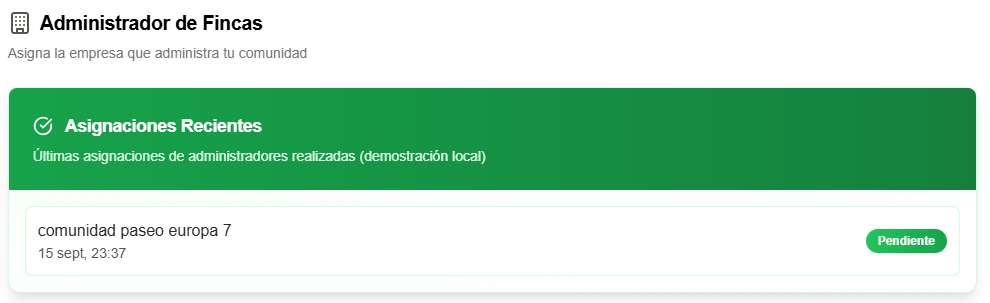 Administrador de Fincas
Asigna la empresa que administra tu comunidad
Asignaciones Recientes
Últimas asignaciones de administradores realizadas (demostración local)
comunidad paseo europa 7
Pendiente
15 sept, 23:37